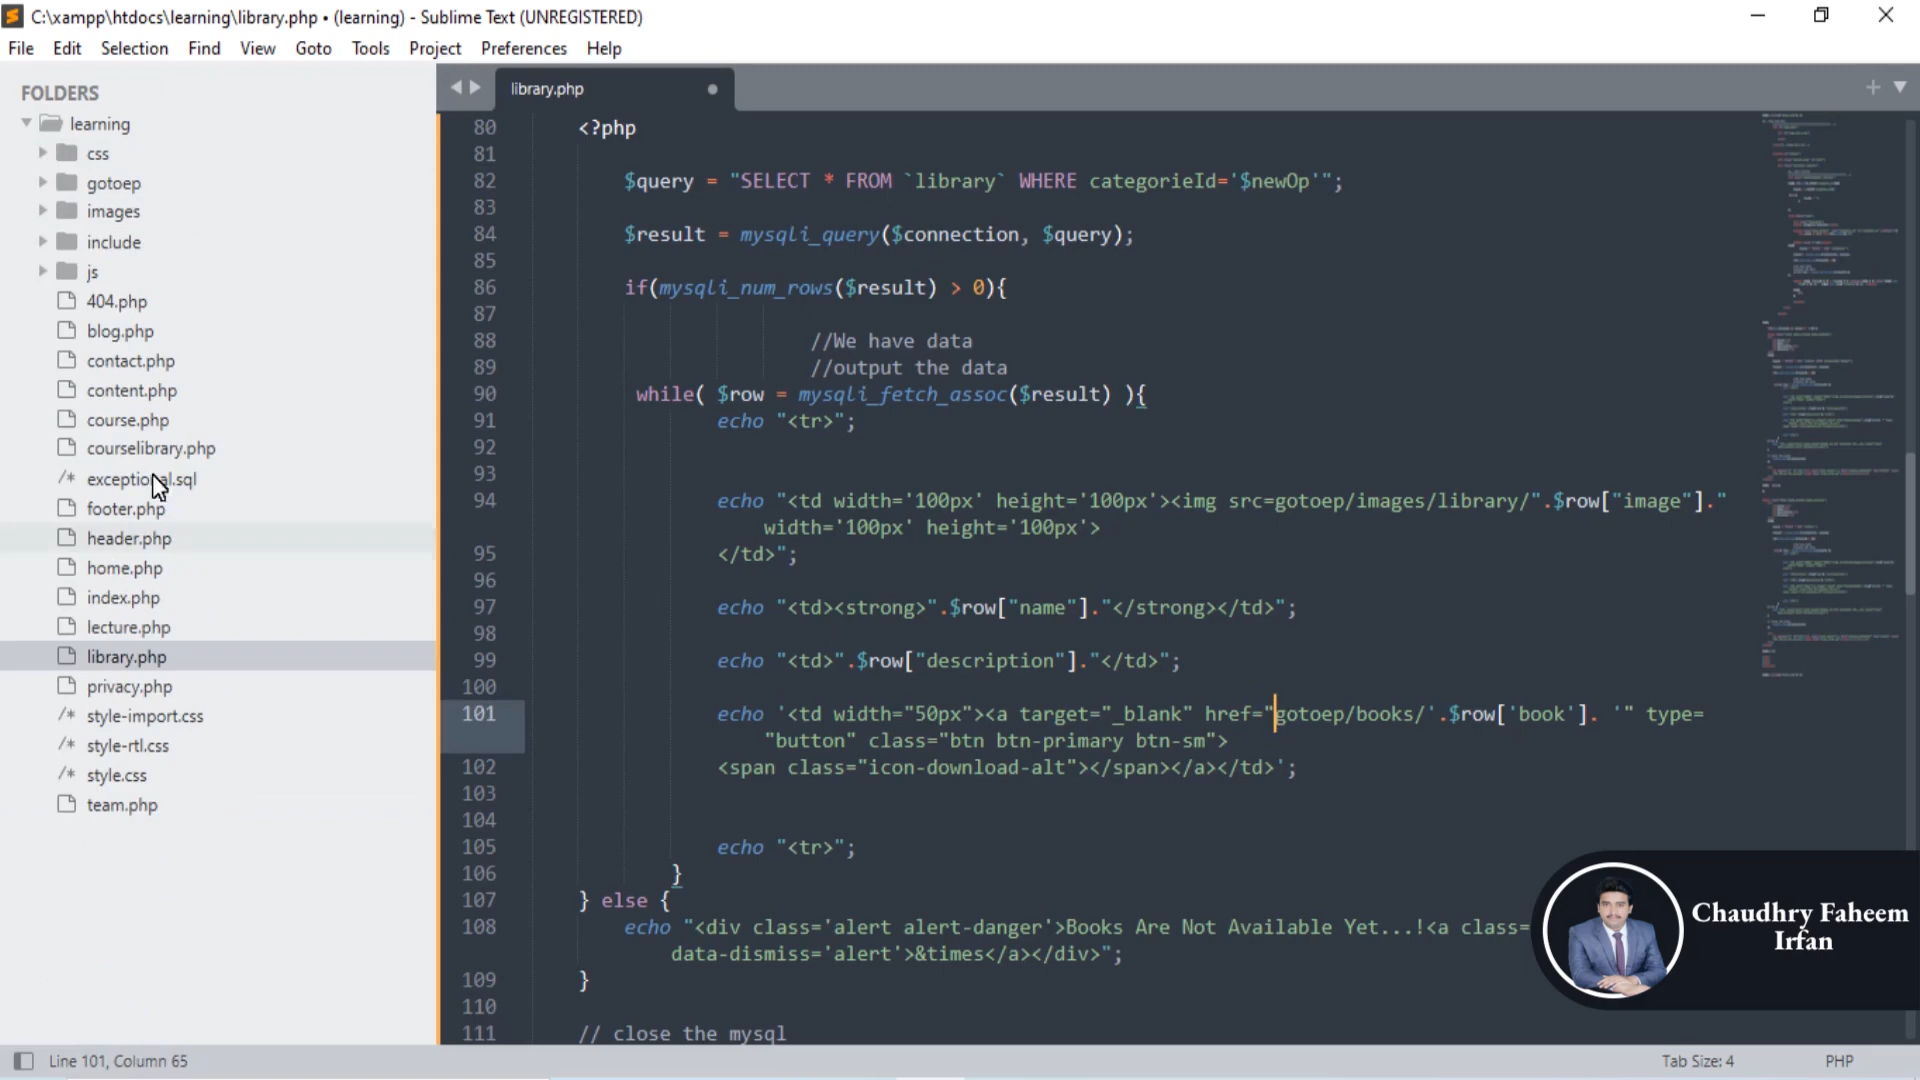 C:\xampp\htdocs\learning\library.php • (learning) - Sublime Text (UNREGISTERED)
File Edit Selection Find View Goto Tools Project Preferences Help
FOLDERS
learning
css
gotoep
images
include
js
404.php
blog.php
contact.php
content.php
course.php
courselibrary.php
/* exceptional.sql
footer.php
header.php
home.php
index.php
lecture.php
library.php
privacy.php
/* style-import.css
/* style-rtl.css
/* style.css
team.php
library.php
80 <?php
81
82 $query = "SELECT * FROM `library` WHERE categorieId='$newOp'";
83
84 $result = mysqli_query($connection, $query);
85
86 if(mysqli_num_rows($result) > 0){
87
88 //We have data
89 //output the data
90 while( $row = mysqli_fetch_assoc($result) ){
91 echo "<tr>";
92
93
94 echo "<td width='100px' height='100px'><img src=gotoep/images/library/".$row["image"]."
width='100px' height='100px'>
95 </td>";
96
97 echo "<td><strong>".$row["name"]."</strong></td>";
98
99 echo "<td>".$row["description"]."</td>";
100
101 echo '<td width="50px"><a target="_blank" href="gotoep/books/'.$row['book']. '" type=
"button" class="btn btn-primary btn-sm">
102 <span class="icon-download-alt"></span></a></td>';
103
104
105 echo "<tr>";
106 }
107 } else {
108 echo "<div class='alert alert-danger'>Books Are Not Available Yet...!<a class=
data-dismiss='alert'>&times</a></div>";
109 }
110
111 // close the mysql
Chaudhry Faheem
Irfan
Line 101, Column 65
Tab Size: 4
PHP